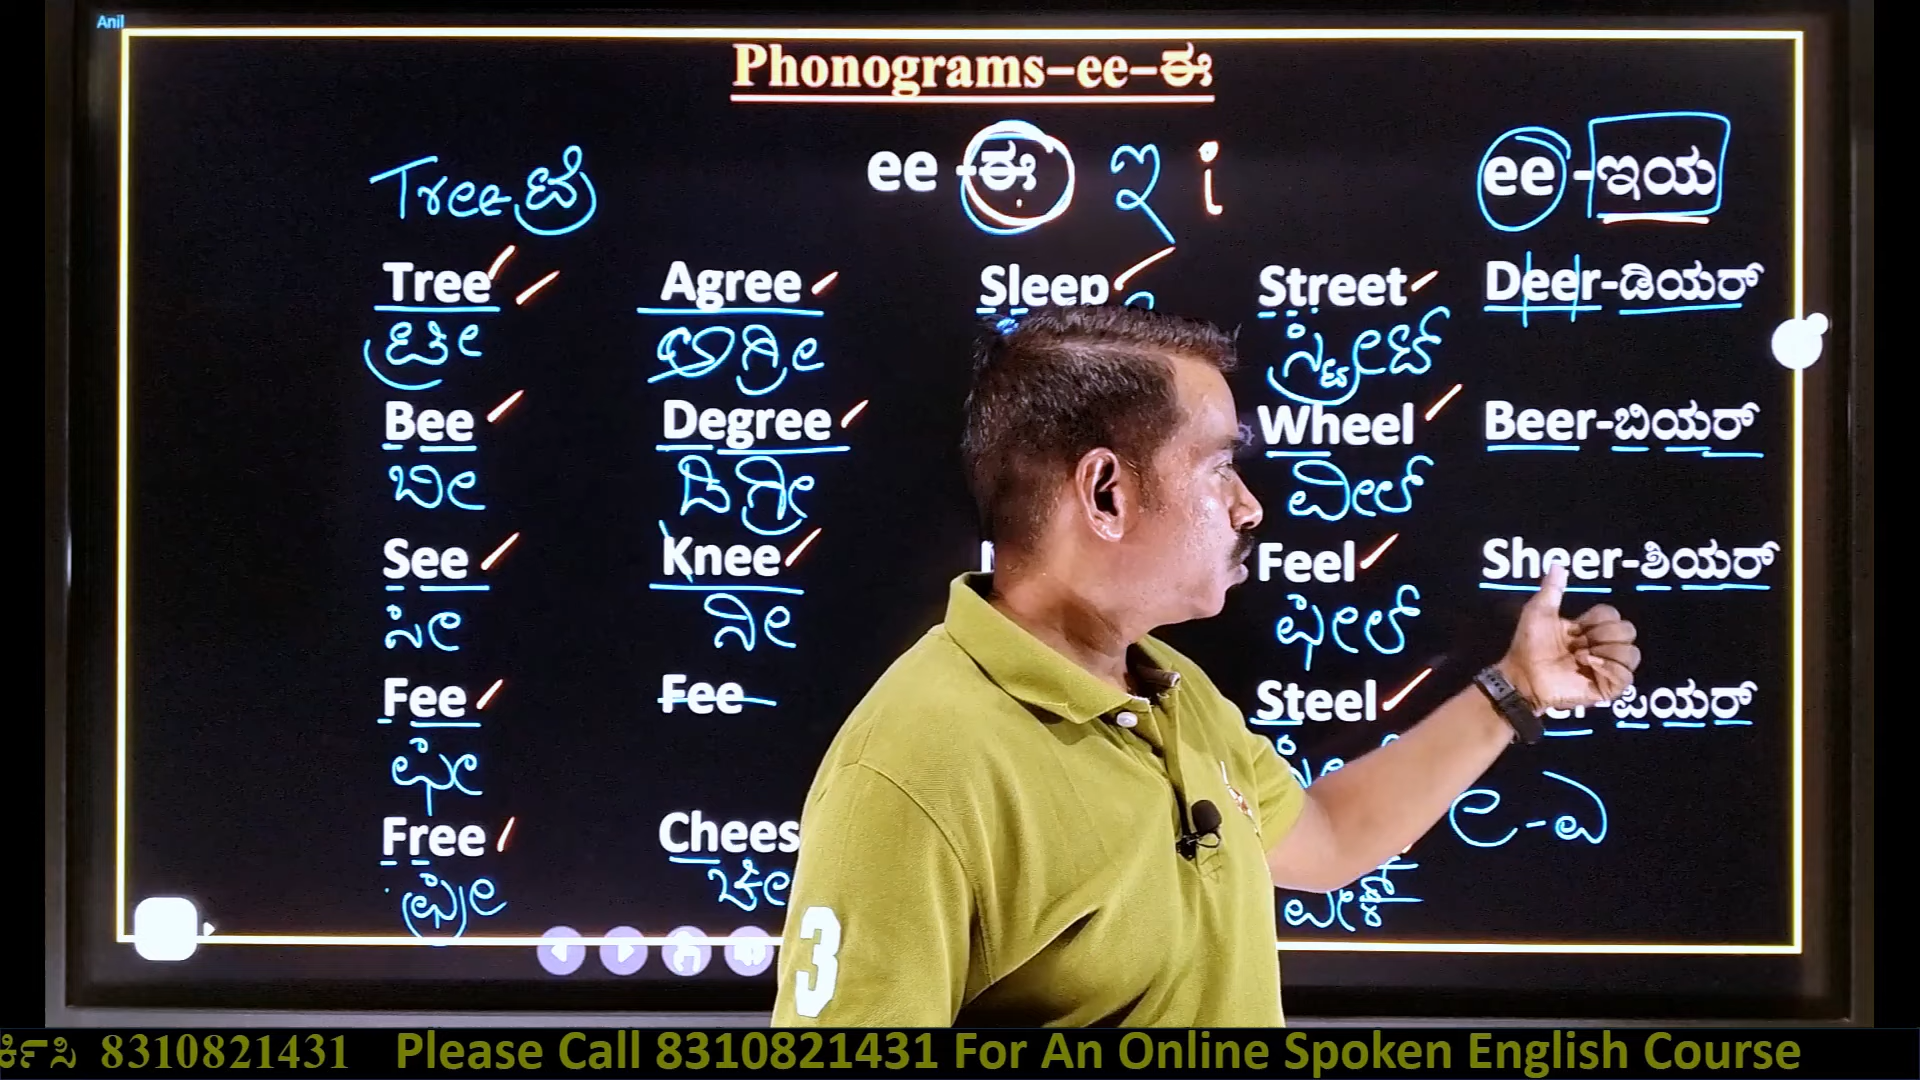 Anil
Phonograms-ee-ಈ
Tree ಟ್ರೆ ee -ಈ ಇ i ee -ಇಯ
Tree Agree Sleep Street Deer-ಡಿಯರ್
ಟ್ರೀ ಅಗ್ರೀ ಸ್ಟ್ರೀಟ್
Bee Degree Wheel Beer-ಬಿಯರ್
ಬೀ ಡಿಗ್ರೀ ವೀಲ್
See Knee Feel Sheer-ಶಿಯರ್
ಸೀ ನೀ ಫೀಲ್
Fee Fee Steel -ಪಿಯರ್
ಫೀ
Free Chees
ಫ್ರೀ ಚೀ
3
8310821431 Please Call 8310821431 For An Online Spoken English Course